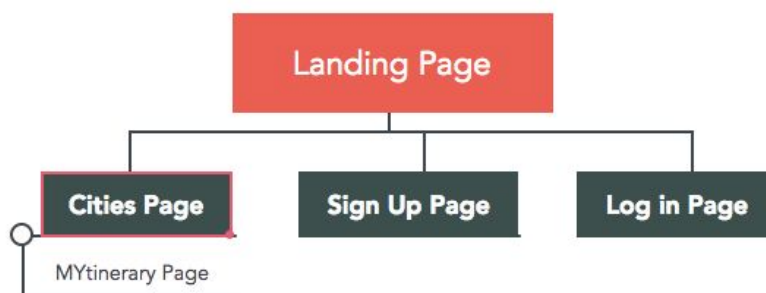 Landing Page
Cities Page
Sign Up Page
Log in Page
MYtinerary Page